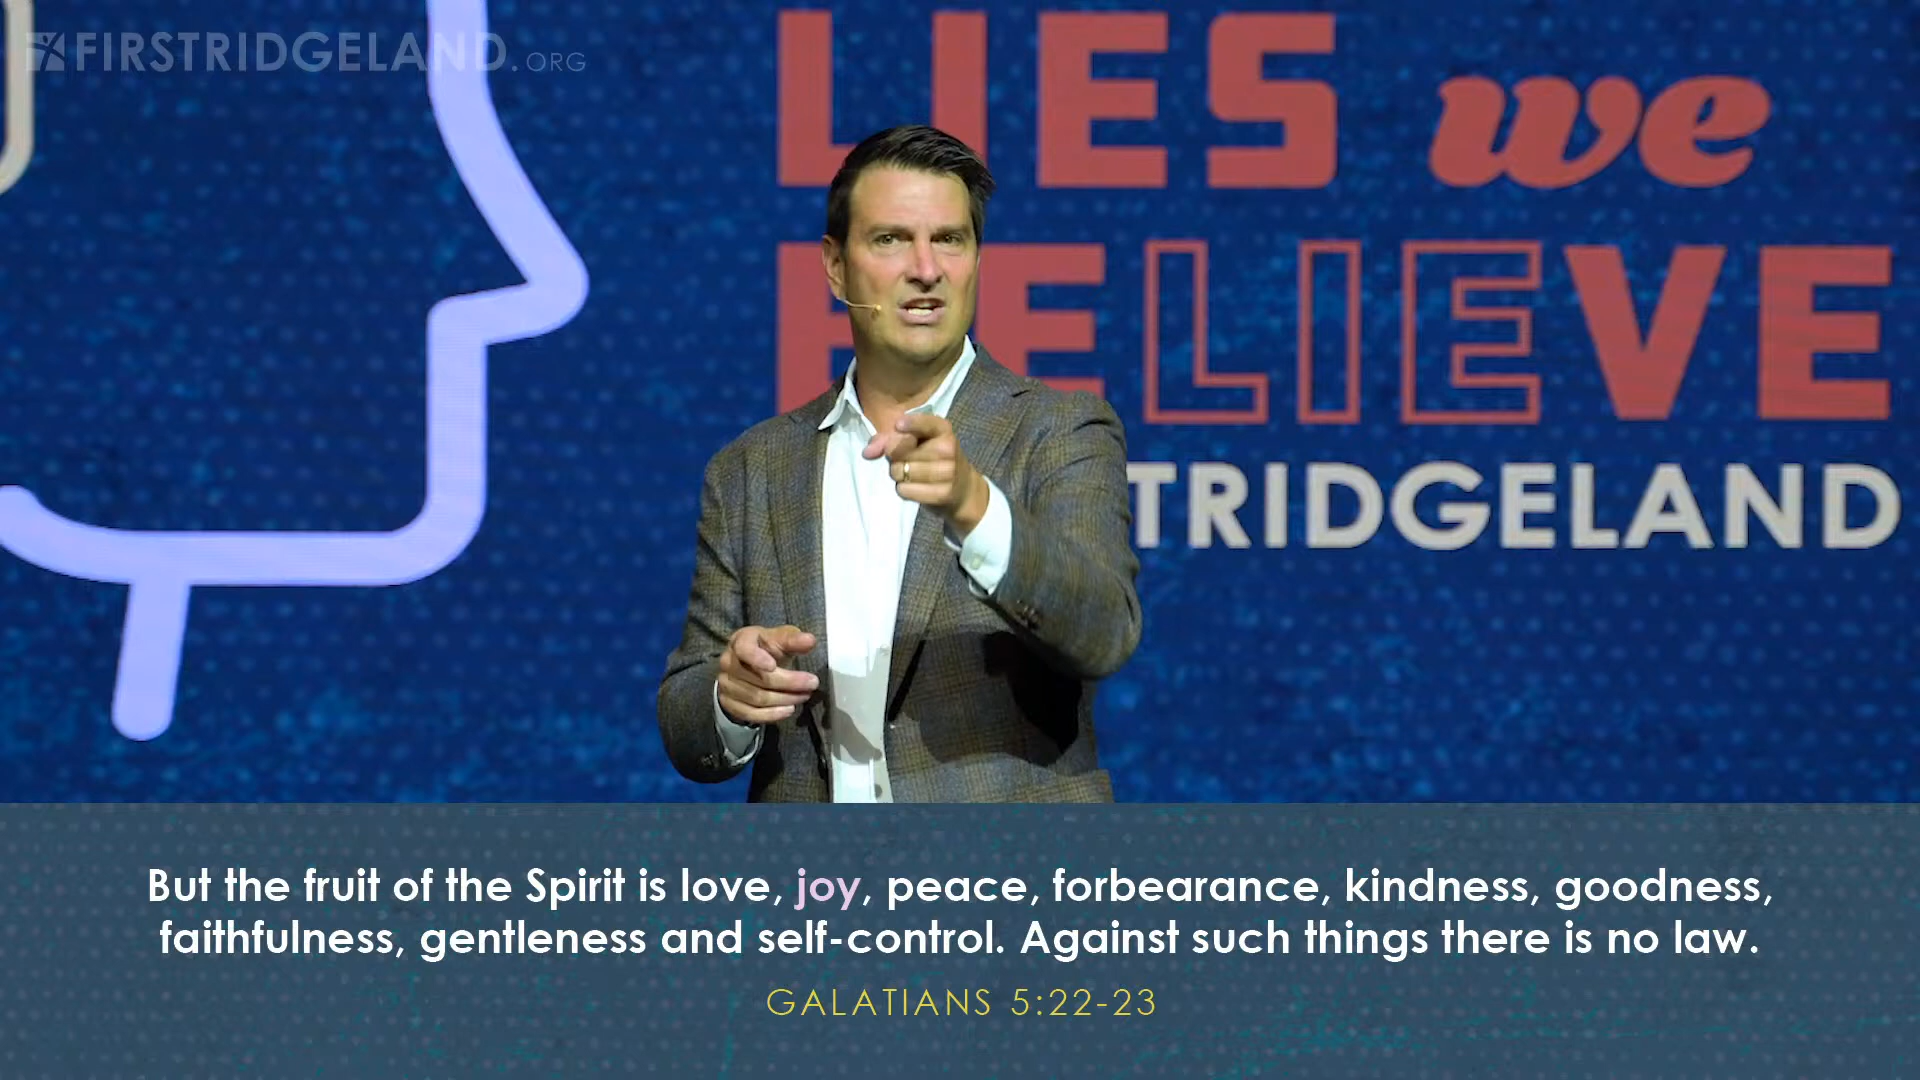 FIRSTRIDGELAND.ORG
LIES we
BELIEVE
TRIDGELAND
But the fruit of the Spirit is love, joy, peace, forbearance, kindness, goodness,
faithfulness, gentleness and self-control. Against such things there is no law.
GALATIANS 5:22-23